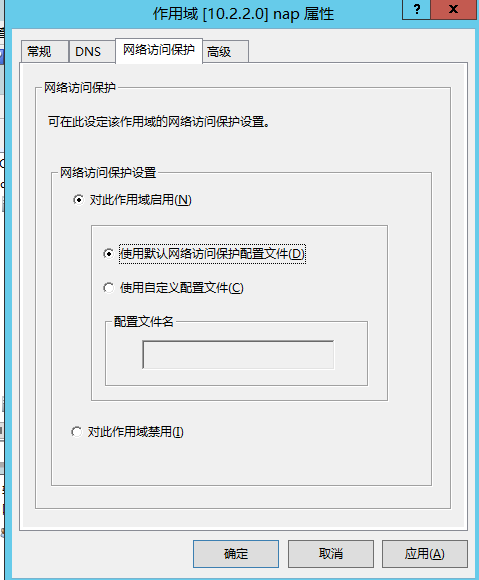 作用域 [10.2.2.0] nap 属性
? x
常规 DNS 网络访问保护 高级
网络访问保护
可在此设定该作用域的网络访问保护设置。
网络访问保护设置
对此作用域启用(N)
使用默认网络访问保护配置文件(D)
使用自定义配置文件(C)
配置文件名
对此作用域禁用(I)
确定 取消 应用(A)